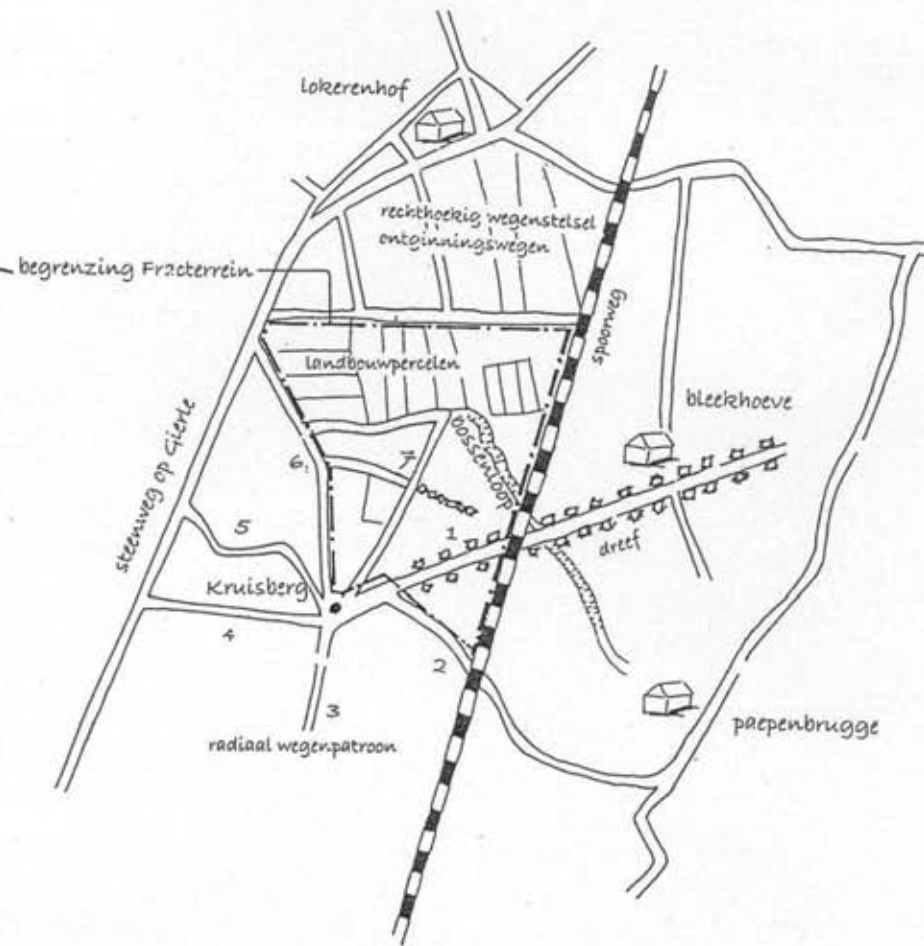 lokerenhof
rechthoekig wegenstelsel
ontginningswegen
begrenzing Fracterrein
spoorweg
landbouwpercelen
bleekhoeve
steenweg op Gierle
bossenloop
6.
7
5
1
dreef
Kruisberg
4
2
3
paepenbrugge
radiaal wegenpatroon